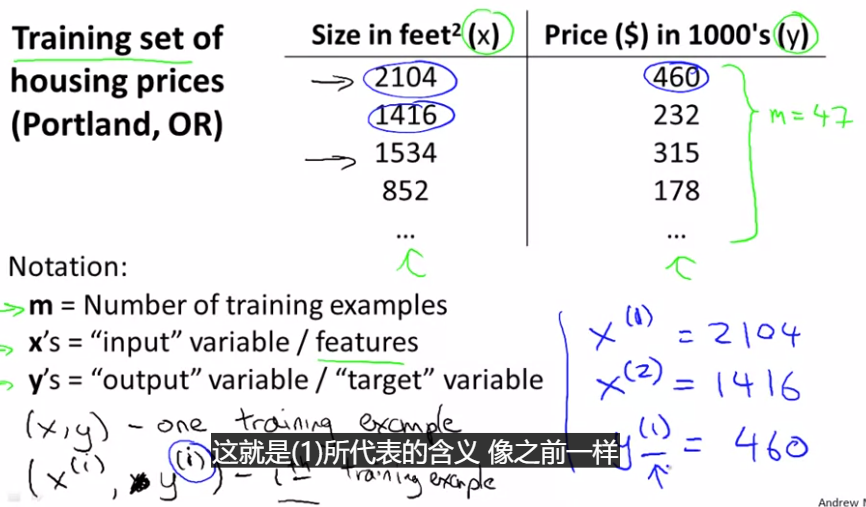 Training set of
housing prices
(Portland, OR)
Size in feet² (x)
Price ($) in 1000's (y)
2104 460
1416 232
1534 315
852 178
... ...
m = 47
Notation:
m = Number of training examples
x's = “input” variable / features
y's = “output” variable / “target” variable
(x, y) - one training example
(x⁽ⁱ⁾, y⁽ⁱ⁾) - training example
x⁽¹⁾ = 2104
x⁽²⁾ = 1416
y⁽¹⁾ = 460
这就是(1)所代表的含义 像之前一样
Andrew